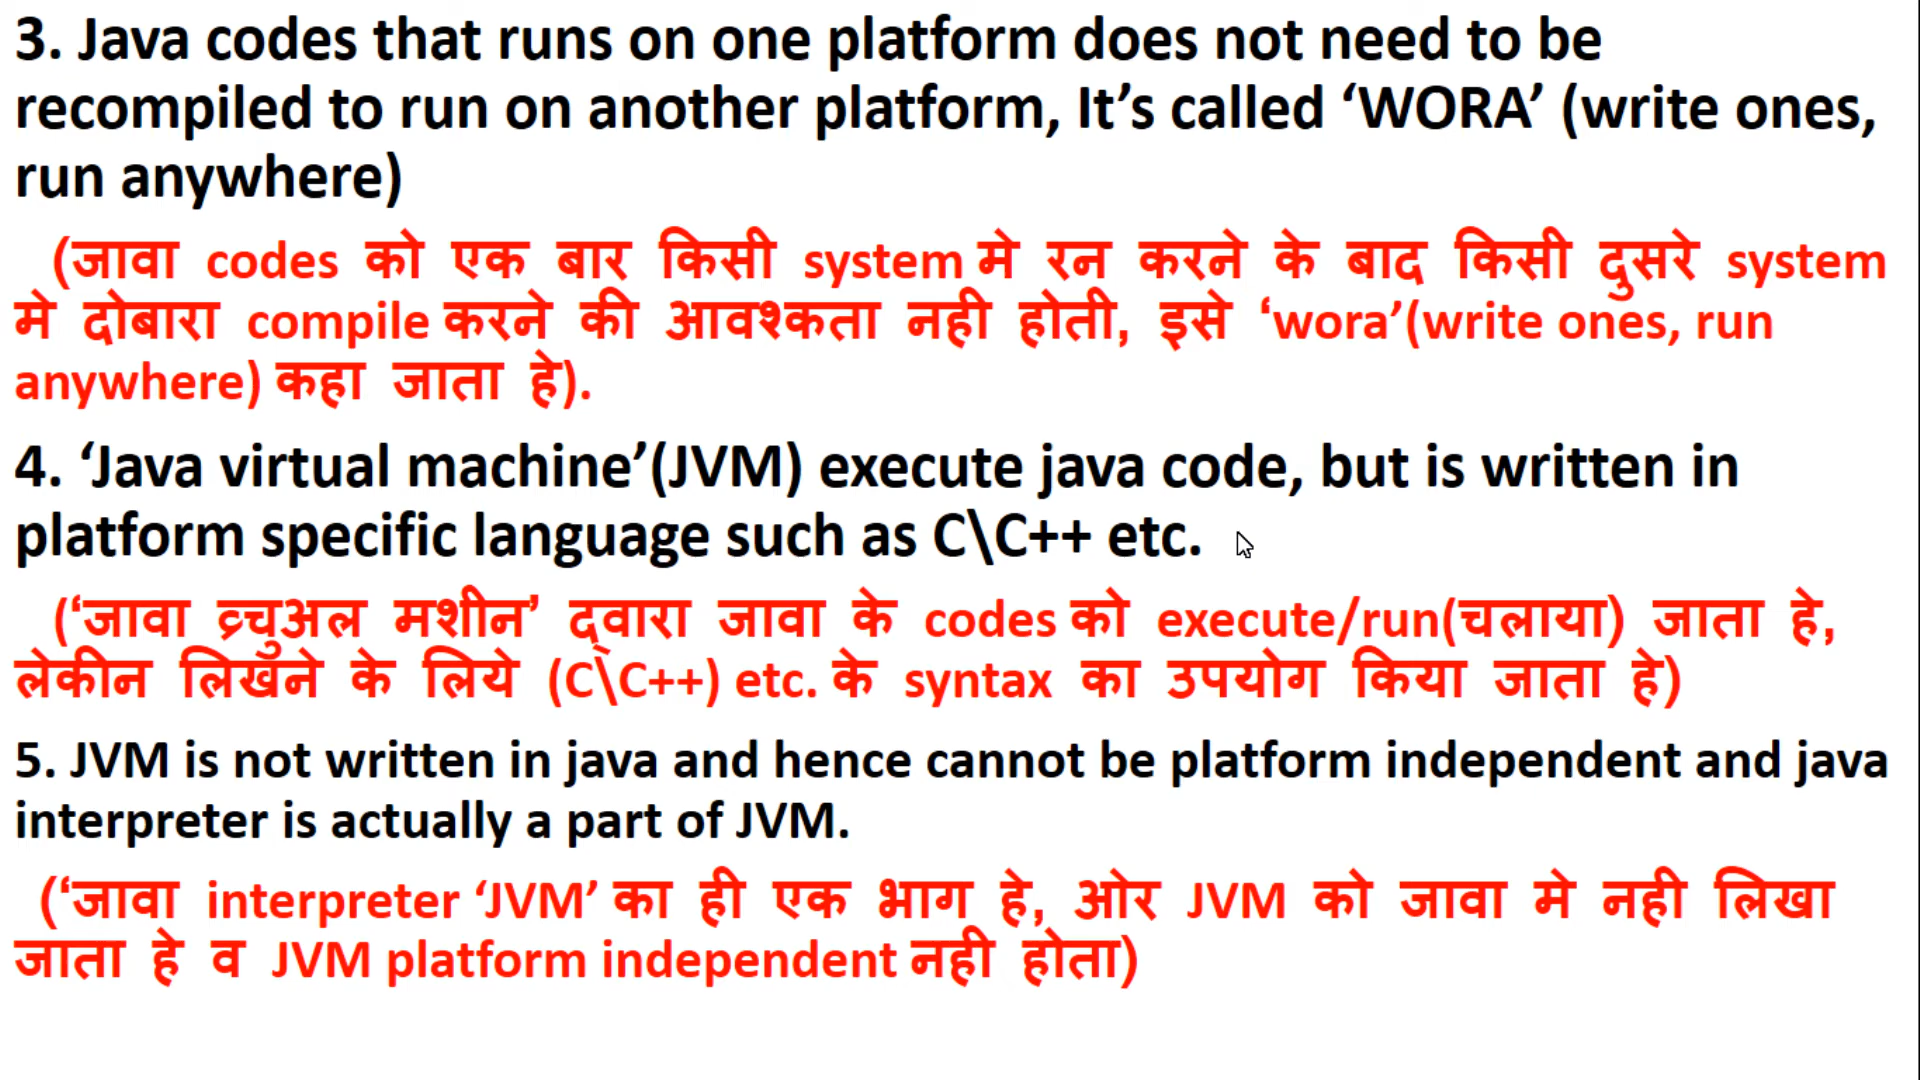 3. Java codes that runs on one platform does not need to be
recompiled to run on another platform, It’s called ‘WORA’ (write ones,
run anywhere)
(जावा codes को एक बार किसी system मे रन करने के बाद किसी दुसरे system
मे दोबारा compile करने की आवश्कता नही होती, इसे ‘wora’(write ones, run
anywhere) कहा जाता हे).
4. ‘Java virtual machine’(JVM) execute java code, but is written in
platform specific language such as C\C++ etc.
(‘जावा व्र्चुअल मशीन’ द्वारा जावा के codes को execute/run(चलाया) जाता हे,
लेकीन लिखने के लिये (C\C++) etc. के syntax का उपयोग किया जाता हे)
5. JVM is not written in java and hence cannot be platform independent and java
interpreter is actually a part of JVM.
(‘जावा interpreter ‘JVM’ का ही एक भाग हे, ओर JVM को जावा मे नही लिखा
जाता हे व JVM platform independent नही होता)